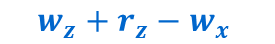 w_z + r_z − w_x